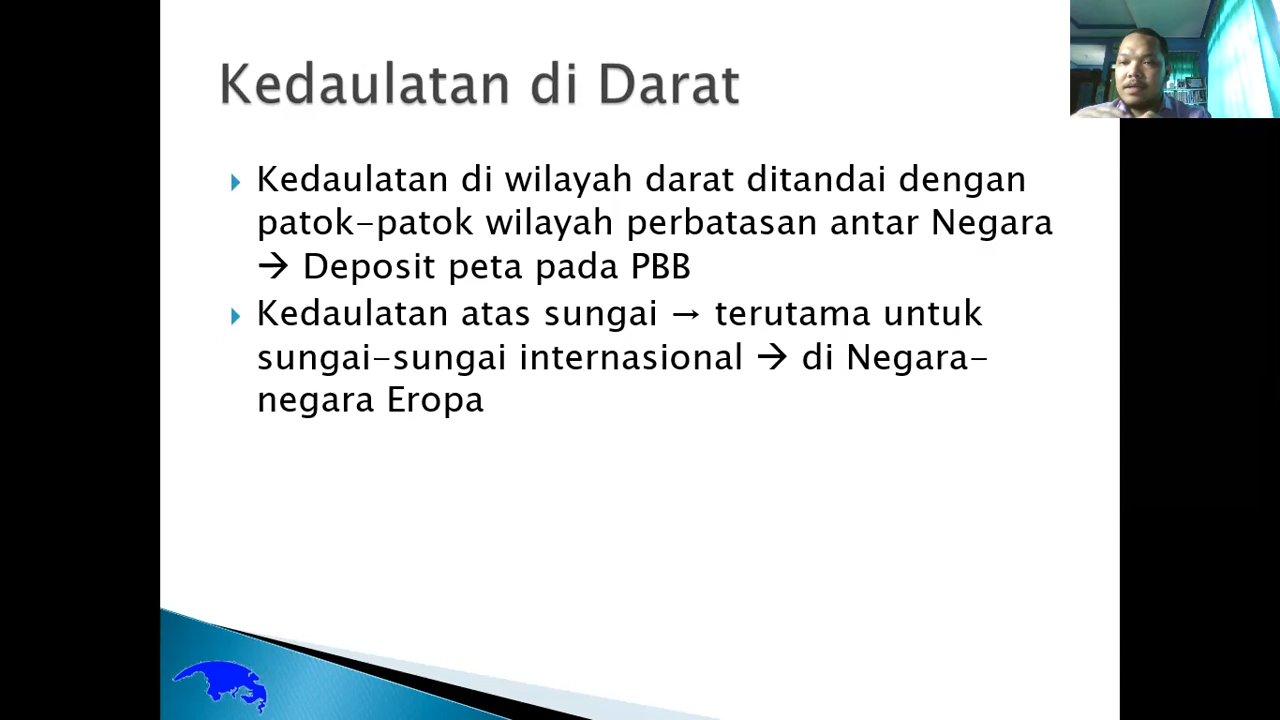 Kedaulatan di Darat
Kedaulatan di wilayah darat ditandai dengan
patok-patok wilayah perbatasan antar Negara
→ Deposit peta pada PBB
Kedaulatan atas sungai → terutama untuk
sungai-sungai internasional → di Negara-
negara Eropa